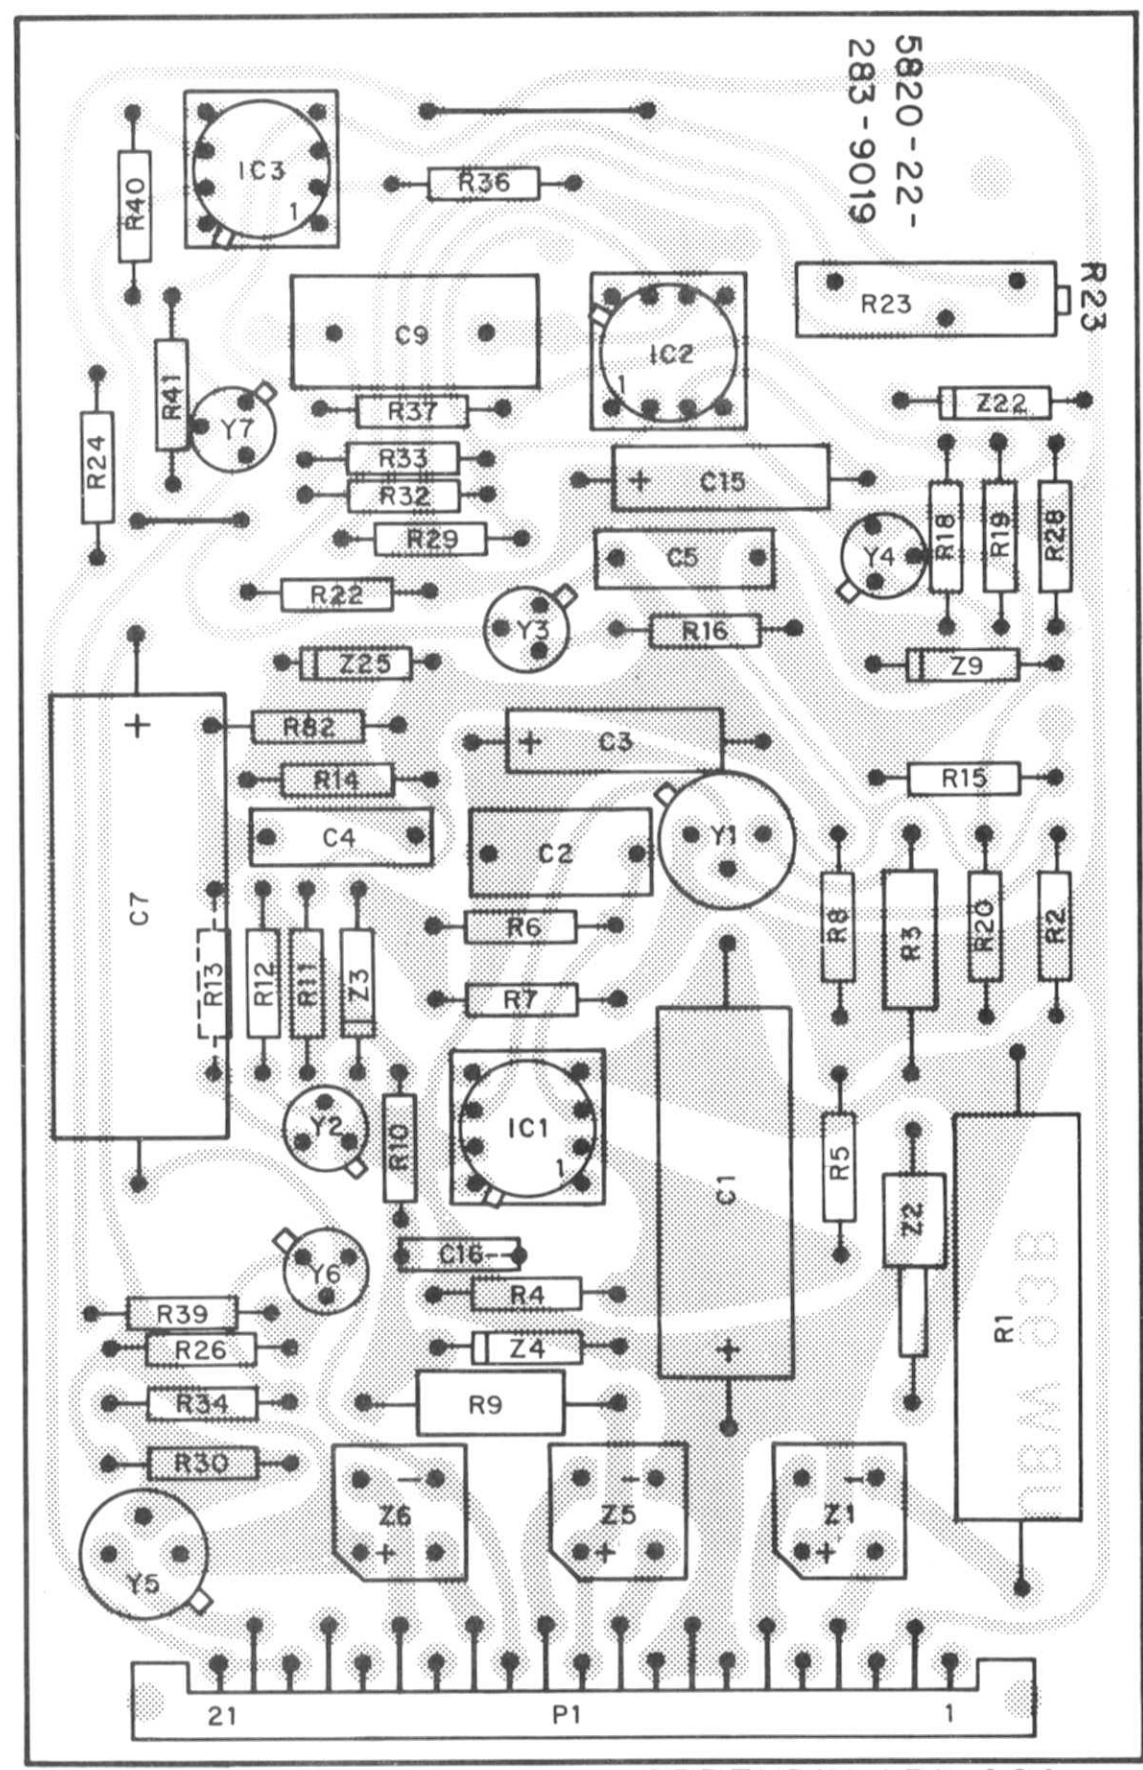 5820-22-
283-9019
IC3
1
R40
R36
R23
R23
C9
IC2
1
R41
Y7
R37
Z22
R24
R33
C15
R32
R18
R19
R28
R29
C5
Y4
R22
Y3
R16
Z25
Z9
+
R82
+
C3
R14
R15
C4
C2
Y1
C7
R6
R8
R3
R20
R2
R13
R12
R11
Z3
R7
Y2
R10
IC1
1
C1
R5
Z2
C16
Y6
R4
R39
R26
Z4
+
R1
R34
R9
R30
-
-
-
Z6
Z5
Z1
+
+
+
Y5
21
P1
1